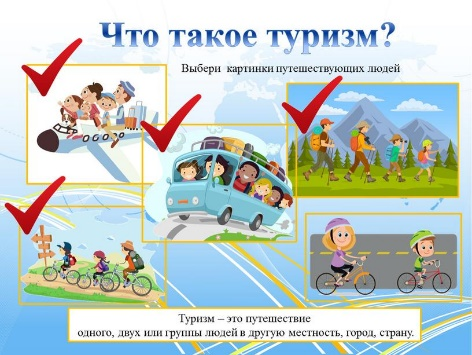 Что такое туризм?
Выбери картинки путешествующих людей
Туризм – это путешествие
одного, двух или группы людей в другую местность, город, страну.